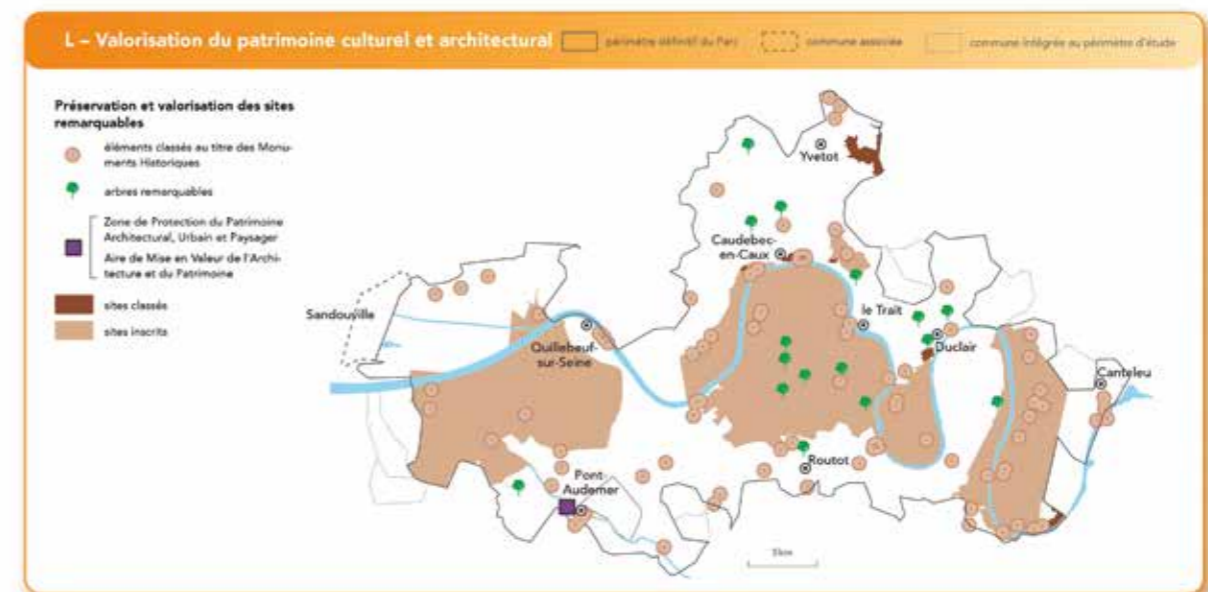 L – Valorisation du patrimoine culturel et architectural
périmètre définitif du Parc
commune associée
commune intégrée au périmètre d'étude
Préservation et valorisation des sites
remarquables
éléments classés au titre des Monu-
ments Historiques
arbres remarquables
Zone de Protection du Patrimoine
Architectural, Urbain et Paysager
Aire de Mise en Valeur de l'Archi-
tecture et du Patrimoine
sites classés
sites inscrits
Yvetot
Caudebec-
en-Caux
Sandouville
le Trait
Quillebeuf-
sur-Seine
Duclair
Canteleu
Routot
Pont-
Audemer
5km